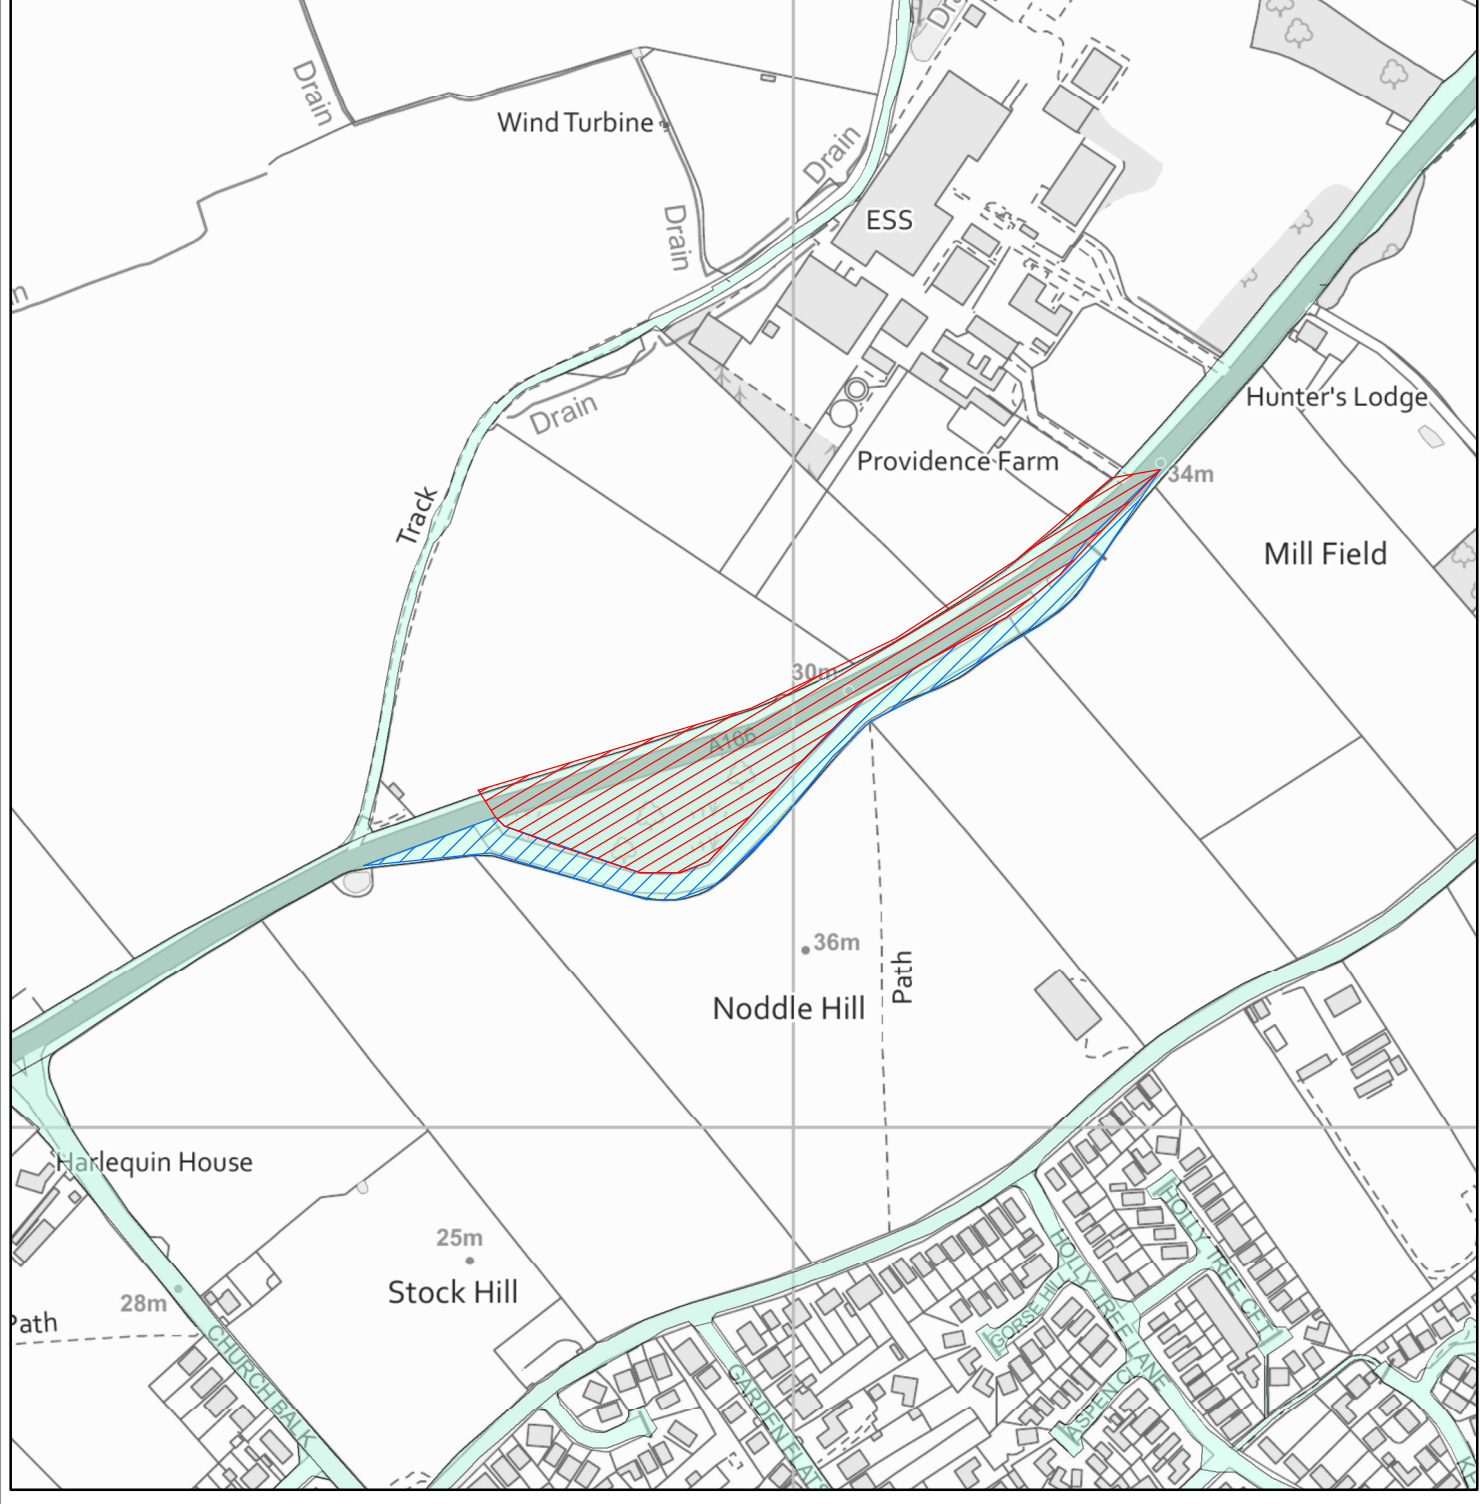 Drain
Drain
Wind Turbine
Drain
ESS
Drain
n
Hunter's Lodge
Drain
Providence Farm
34m
Track
Mill Field
30m
A166
36m
Path
Noddle Hill
Harlequin House
25m
Stock Hill
28m
Path
CHURCH BALK
GARDEN FLATS
GORSE HILL
HOLLY TREE LANE
HOLLY TREE CFT
ASPEN C
K